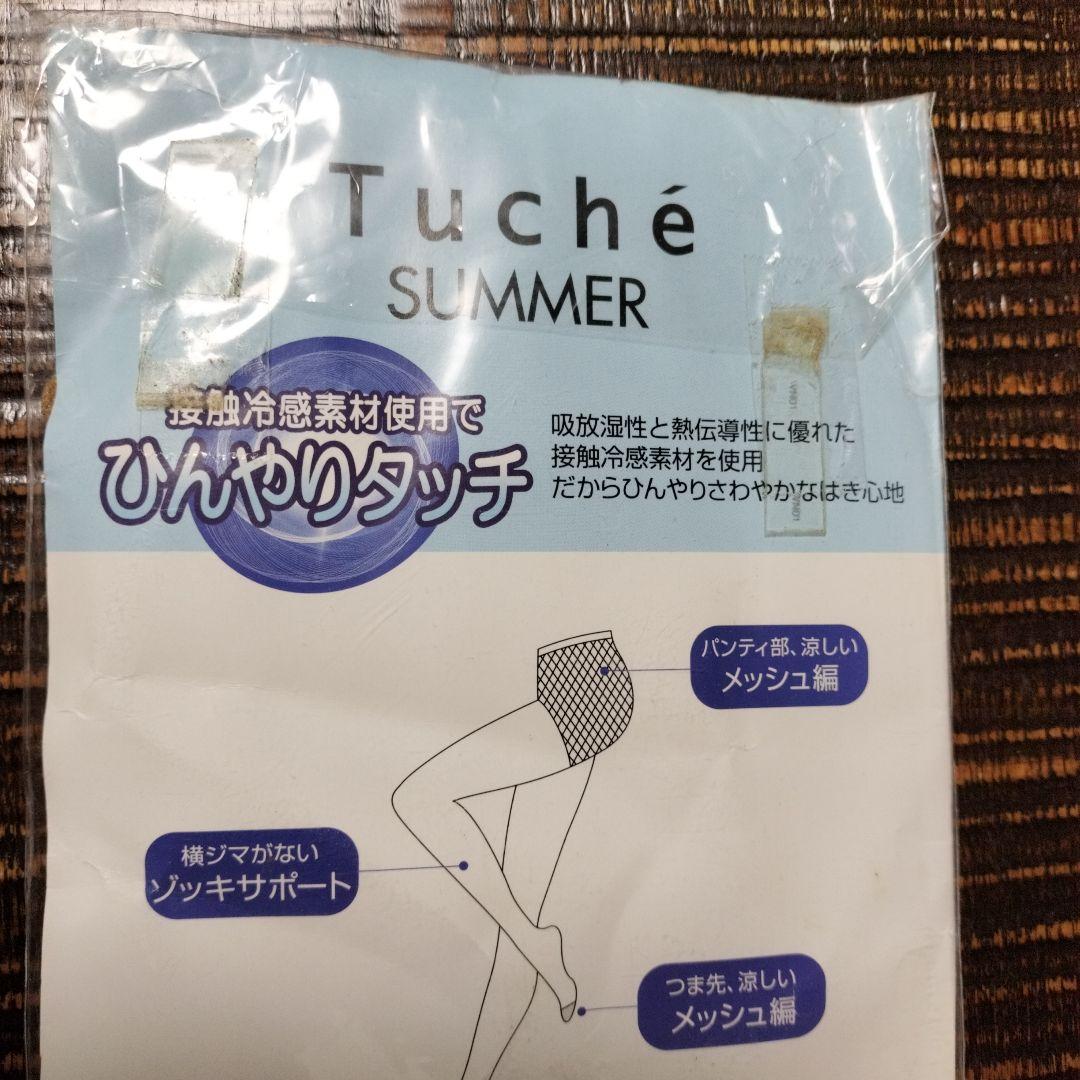 Tuché
SUMMER
接触冷感素材使用で
ひんやりタッチ
吸放湿性と熱伝導性に優れた
接触冷感素材を使用
だからひんやりさわやかなはき心地
パンティ部、涼しい
メッシュ編
横ジマがない
ゾッキサポート
つま先、涼しい
メッシュ編